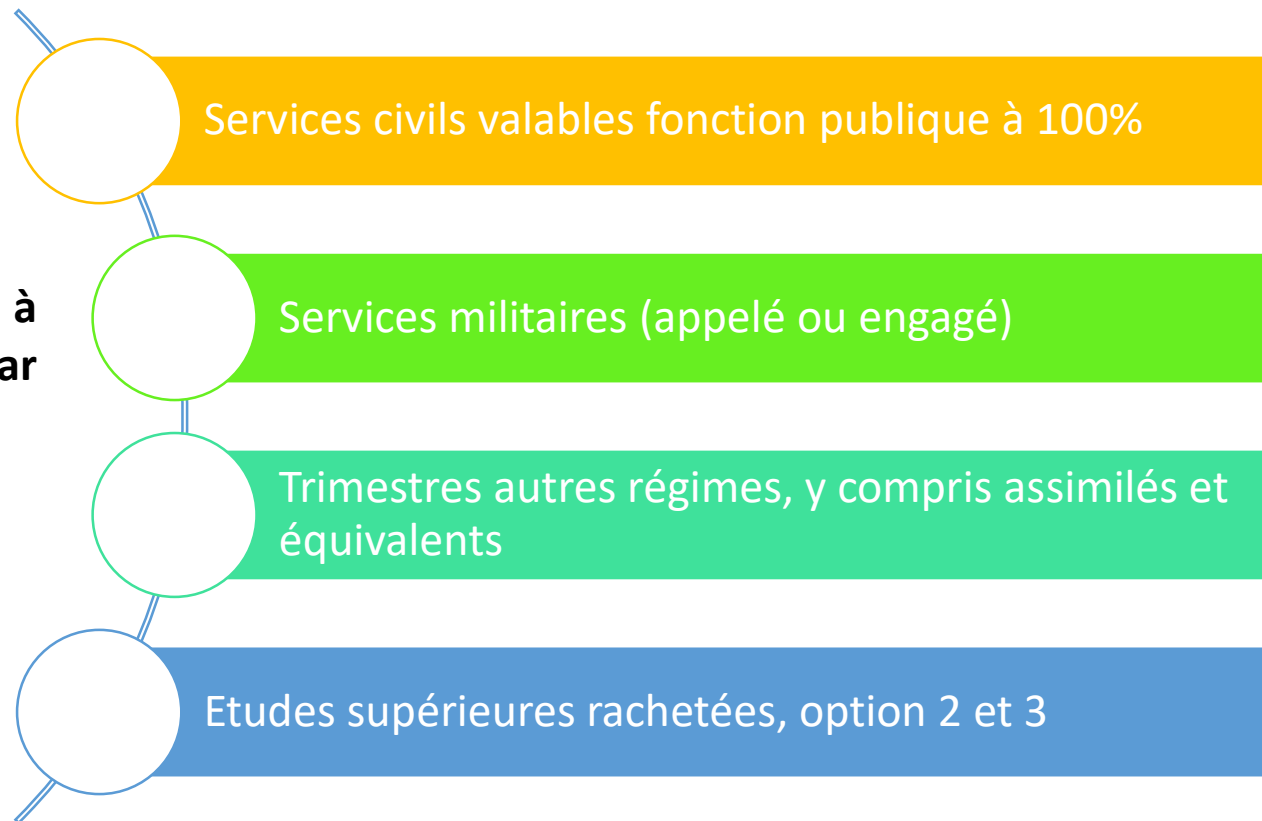 Services civils valables fonction publique à 100%
à
ar
Services militaires (appelé ou engagé)
Trimestres autres régimes, y compris assimilés et
équivalents
Etudes supérieures rachetées, option 2 et 3